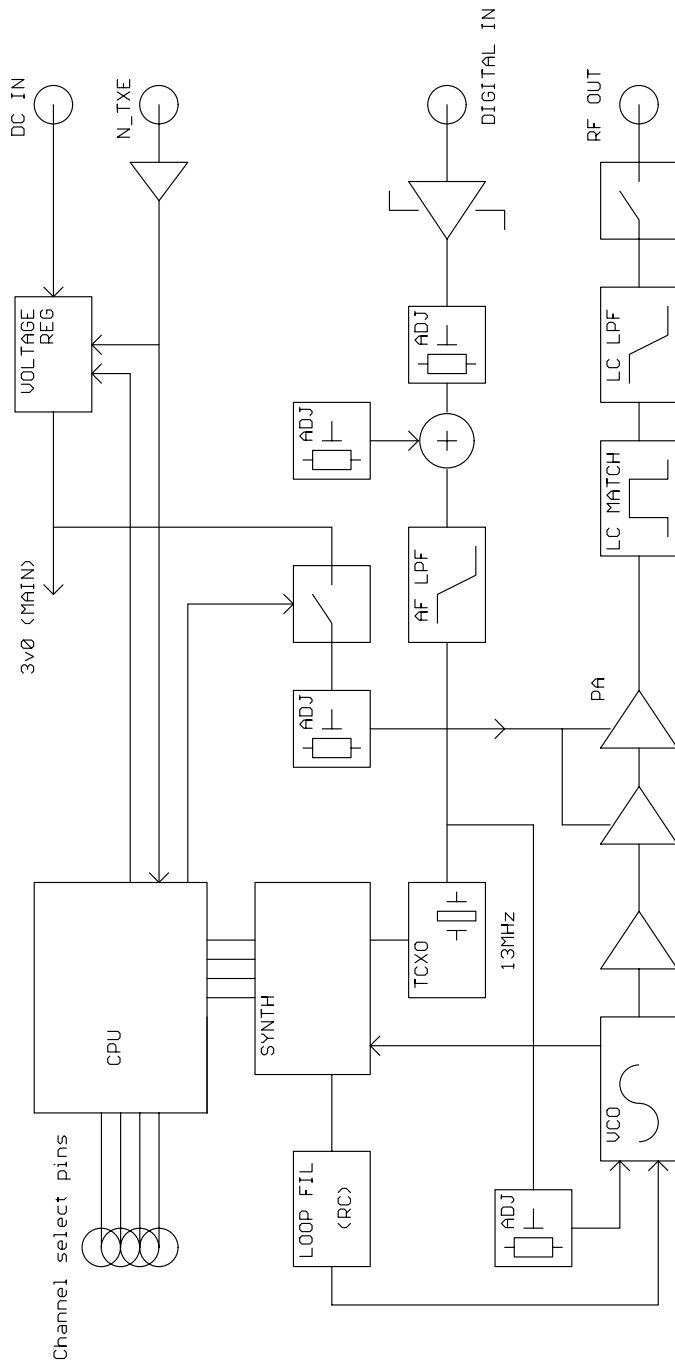 Channel select pins
CPU
3v0 (MAIN)
VOLTAGE
REG
DC IN
N_TXE
SYNTH
LOOP FIL
(RC)
ADJ
ADJ
TCXO
13MHz
AF LPF
ADJ
DIGITAL IN
ADJ
VCO
PA
LC MATCH
LC LPF
RF OUT